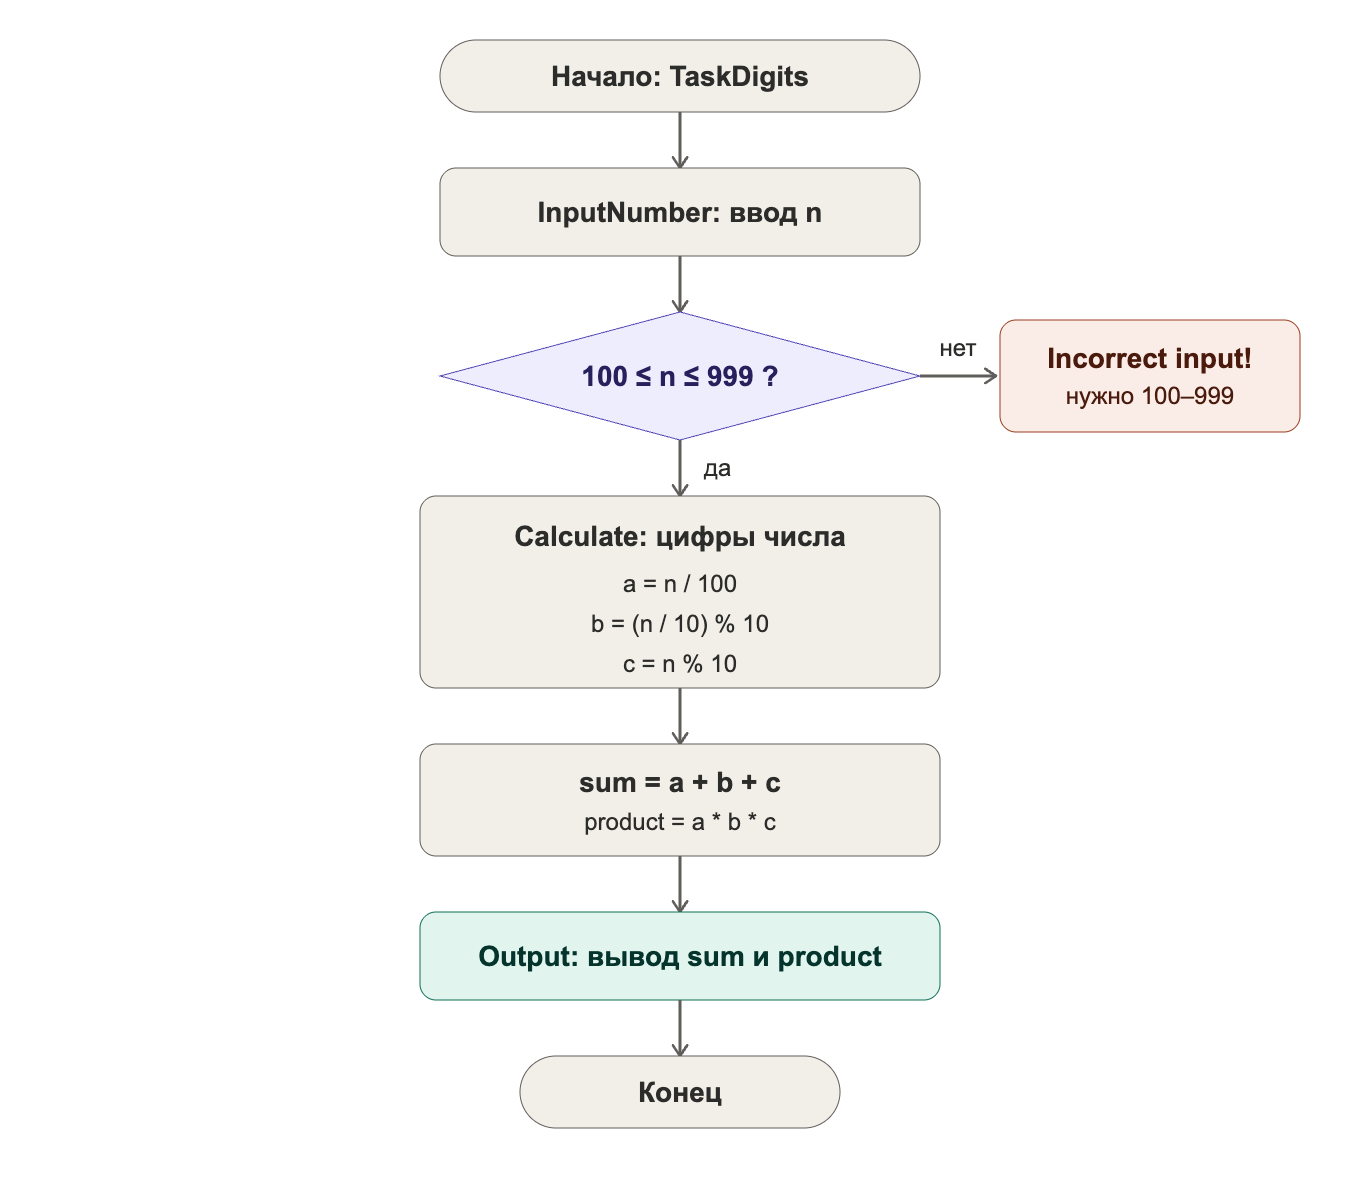 Начало: TaskDigits
InputNumber: ввод n
100 ≤ n ≤ 999 ?
нет
Incorrect input!
нужно 100–999
да
Calculate: цифры числа
a = n / 100
b = (n / 10) % 10
c = n % 10
sum = a + b + c
product = a * b * c
Output: вывод sum и product
Конец